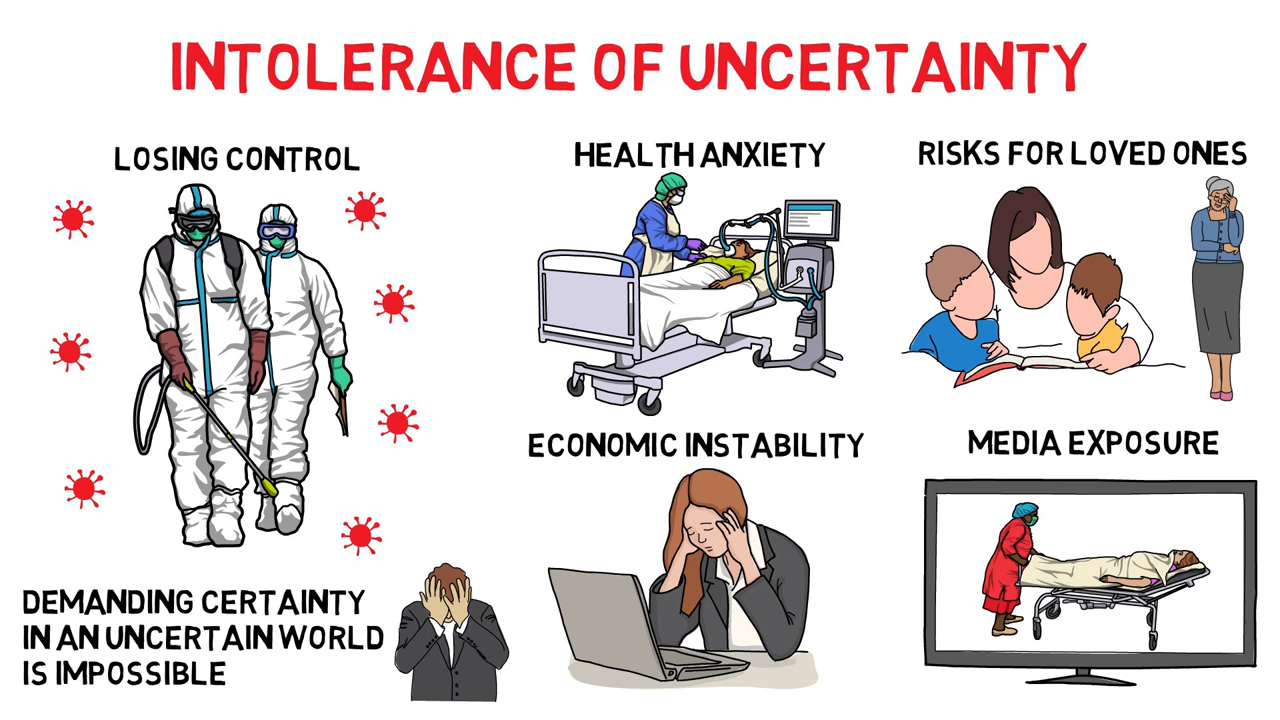 INTOLERANCE OF UNCERTAINTY
LOSING CONTROL
HEALTH ANXIETY
RISKS FOR LOVED ONES
ECONOMIC INSTABILITY
MEDIA EXPOSURE
DEMANDING CERTAINTY
IN AN UNCERTAIN WORLD
IS IMPOSSIBLE